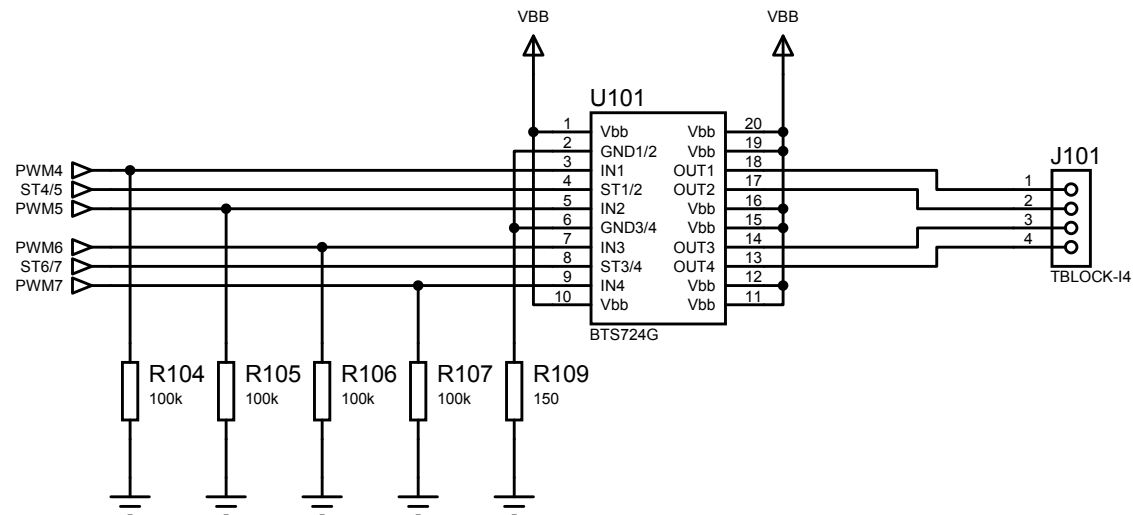 VBB
VBB
U101
1 Vbb Vbb 20
2 GND1/2 Vbb 19
PWM4 3 IN1 OUT1 18
J101
ST4/5 4 ST1/2 OUT2 17 1
PWM5 5 IN2 Vbb 16 2
6 GND3/4 Vbb 15 3
PWM6 7 IN3 OUT3 14 4
ST6/7 8 ST3/4 OUT4 13
PWM7 9 IN4 Vbb 12
TBLOCK-I4
10 Vbb Vbb 11
BTS724G
R104 R105 R106 R107 R109
100k 100k 100k 100k 150